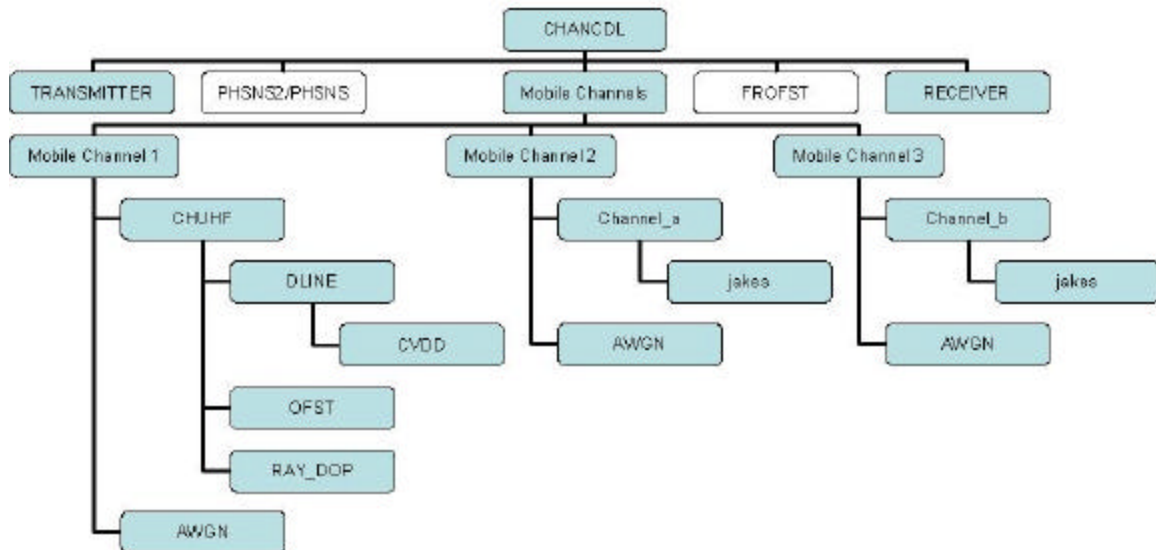 CHANCDL
TRANSMITTER
PHSNS2/PHSNS
Mobile Channels
FROFST
RECEIVER
Mobile Channel 1
Mobile Channel 2
Mobile Channel 3
CHUHF
Channel_a
Channel_b
DLINE
jakes
jakes
CVDD
AWGN
AWGN
OFST
RAY_DOP
AWGN